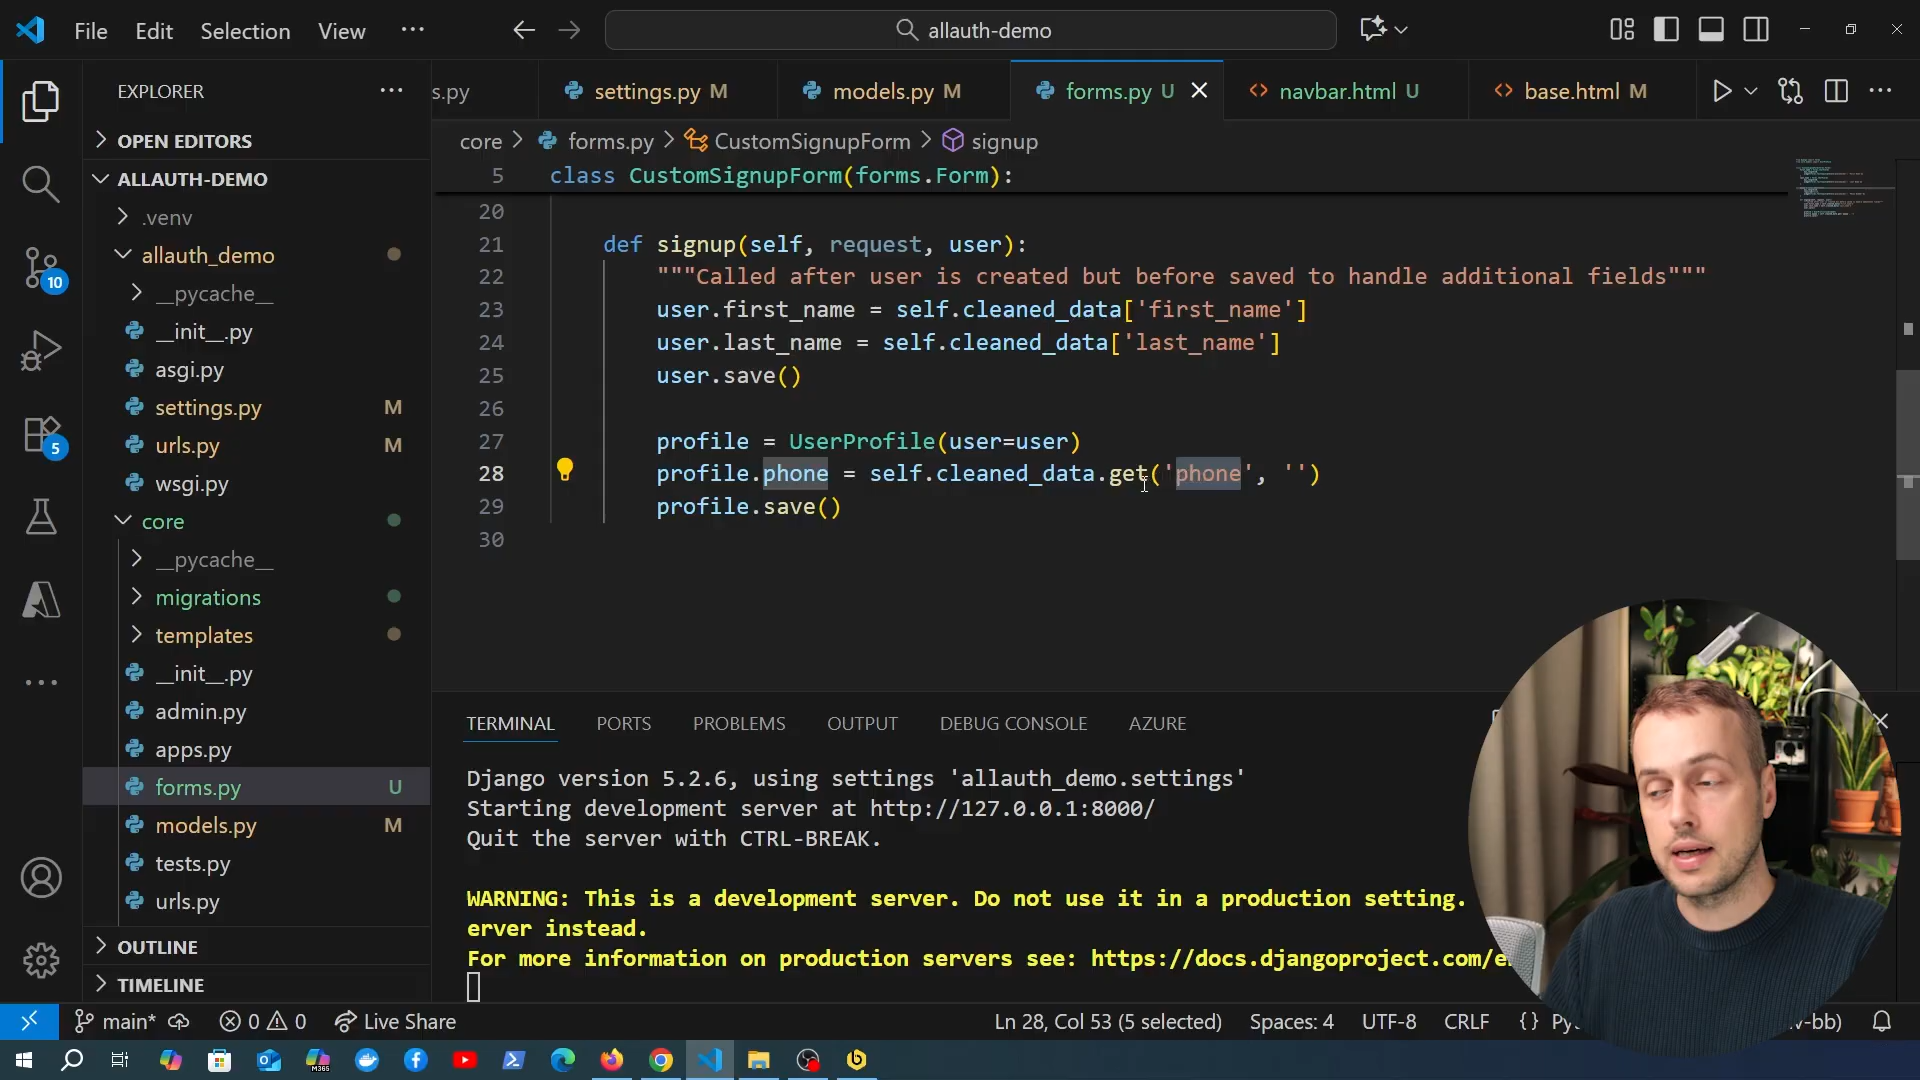 File Edit Selection View ···
allauth-demo
EXPLORER
OPEN EDITORS
ALLAUTH-DEMO
.venv
allauth_demo
__pycache__
__init__.py
asgi.py
settings.py M
urls.py M
wsgi.py
core
__pycache__
migrations
templates
__init__.py
admin.py
apps.py
forms.py U
models.py M
tests.py
urls.py
OUTLINE
TIMELINE
10
5
s.py settings.py M models.py M forms.py U navbar.html U base.html M
core forms.py CustomSignupForm signup
5 class CustomSignupForm(forms.Form):
20
21 def signup(self, request, user):
22 """Called after user is created but before saved to handle additional fields"""
23 user.first_name = self.cleaned_data['first_name']
24 user.last_name = self.cleaned_data['last_name']
25 user.save()
26
27 profile = UserProfile(user=user)
28 profile.phone = self.cleaned_data.get('phone', '')
29 profile.save()
30
TERMINAL PORTS PROBLEMS OUTPUT DEBUG CONSOLE AZURE
Django version 5.2.6, using settings 'allauth_demo.settings'
Starting development server at http://127.0.0.1:8000/
Quit the server with CTRL-BREAK.
WARNING: This is a development server. Do not use it in a production setting.
erver instead.
For more information on production servers see: https://docs.djangoproject.com/e
main* 0 0 Live Share Ln 28, Col 53 (5 selected) Spaces: 4 UTF-8 CRLF {} Py v-bb)
M365